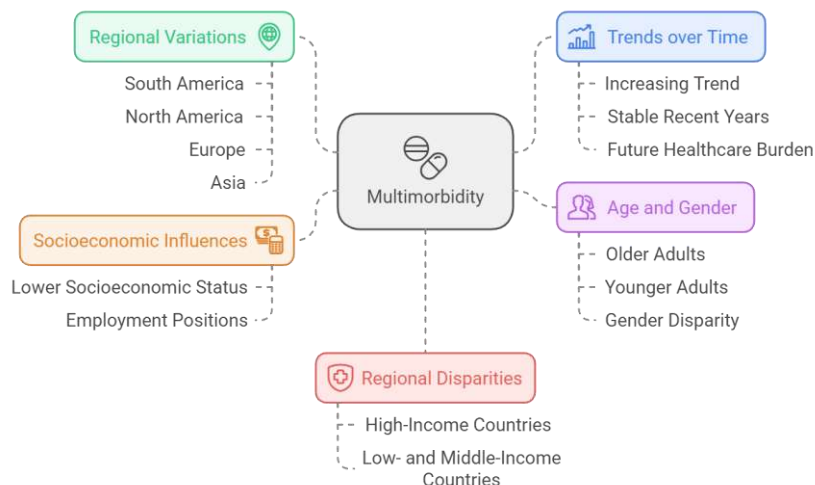 Regional Variations
South America
North America
Europe
Asia
Socioeconomic Influences
Lower Socioeconomic Status
Employment Positions
Multimorbidity
Trends over Time
Increasing Trend
Stable Recent Years
Future Healthcare Burden
Age and Gender
Older Adults
Younger Adults
Gender Disparity
Regional Disparities
High-Income Countries
Low- and Middle-Income
Countries